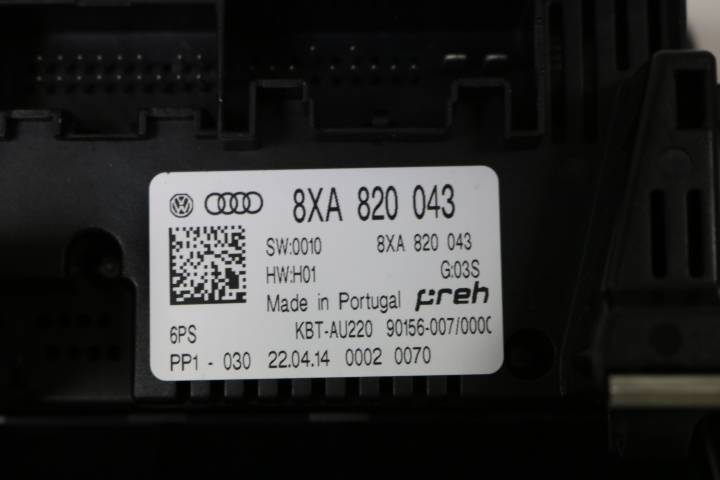 8XA 820 043
SW:0010 8XA 820 043
HW:H01 G:03S
Made in Portugal preh
6PS KBT-AU220 90156-007/0000
PP1 - 030 22.04.14 0002 0070